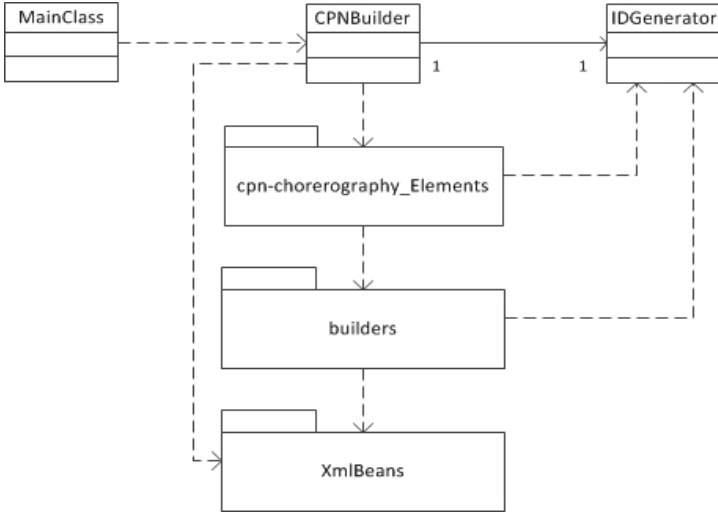 MainClass
CPNBuilder
IDGenerator
1
1
cpn-chorerography_Elements
builders
XmlBeans